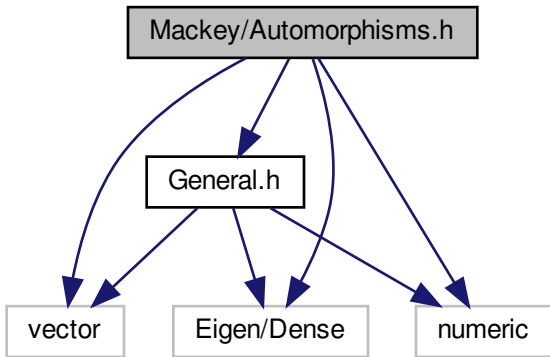 Mackey/Automorphisms.h
General.h
vector
Eigen/Dense
numeric